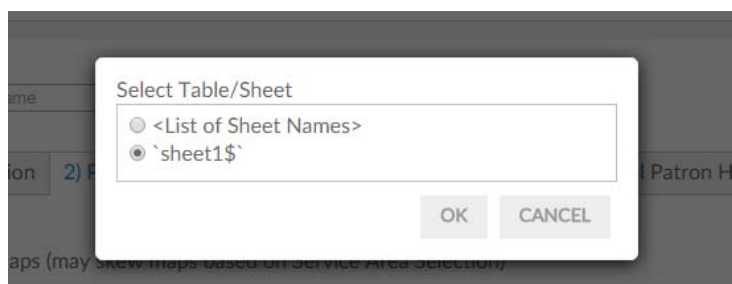 Select Table/Sheet
<List of Sheet Names>
`sheet1$`
OK CANCEL
ion 2) F l Patron H
aps (may skew maps based on Service Area Selection)